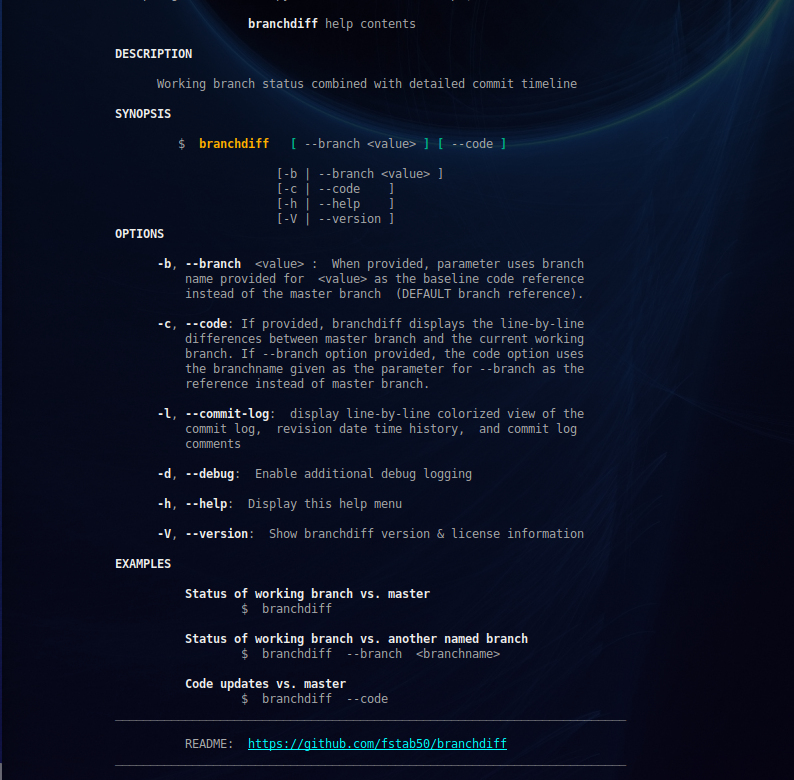 branchdiff help contents
DESCRIPTION
Working branch status combined with detailed commit timeline
SYNOPSIS
$ branchdiff [ --branch <value> ] [ --code ]
[-b | --branch <value> ]
[-c | --code ]
[-h | --help ]
[-V | --version ]
OPTIONS
-b, --branch <value> : When provided, parameter uses branch
name provided for <value> as the baseline code reference
instead of the master branch (DEFAULT branch reference).
-c, --code: If provided, branchdiff displays the line-by-line
differences between master branch and the current working
branch. If --branch option provided, the code option uses
the branchname given as the parameter for --branch as the
reference instead of master branch.
-l, --commit-log: display line-by-line colorized view of the
commit log, revision date time history, and commit log
comments
-d, --debug: Enable additional debug logging
-h, --help: Display this help menu
-V, --version: Show branchdiff version & license information
EXAMPLES
Status of working branch vs. master
$ branchdiff
Status of working branch vs. another named branch
$ branchdiff --branch <branchname>
Code updates vs. master
$ branchdiff --code
README: https://github.com/fstab50/branchdiff